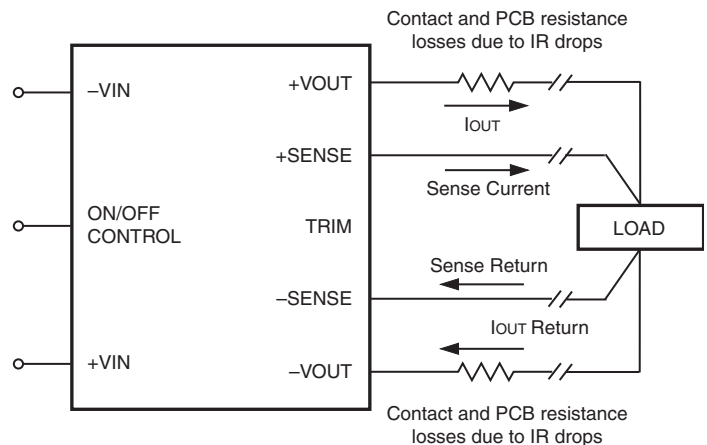 Contact and PCB resistance
losses due to IR drops
–VIN
+VOUT
IOUT
+SENSE
Sense Current
ON/OFF
CONTROL
TRIM
LOAD
Sense Return
–SENSE
IOUT Return
+VIN
–VOUT
Contact and PCB resistance
losses due to IR drops